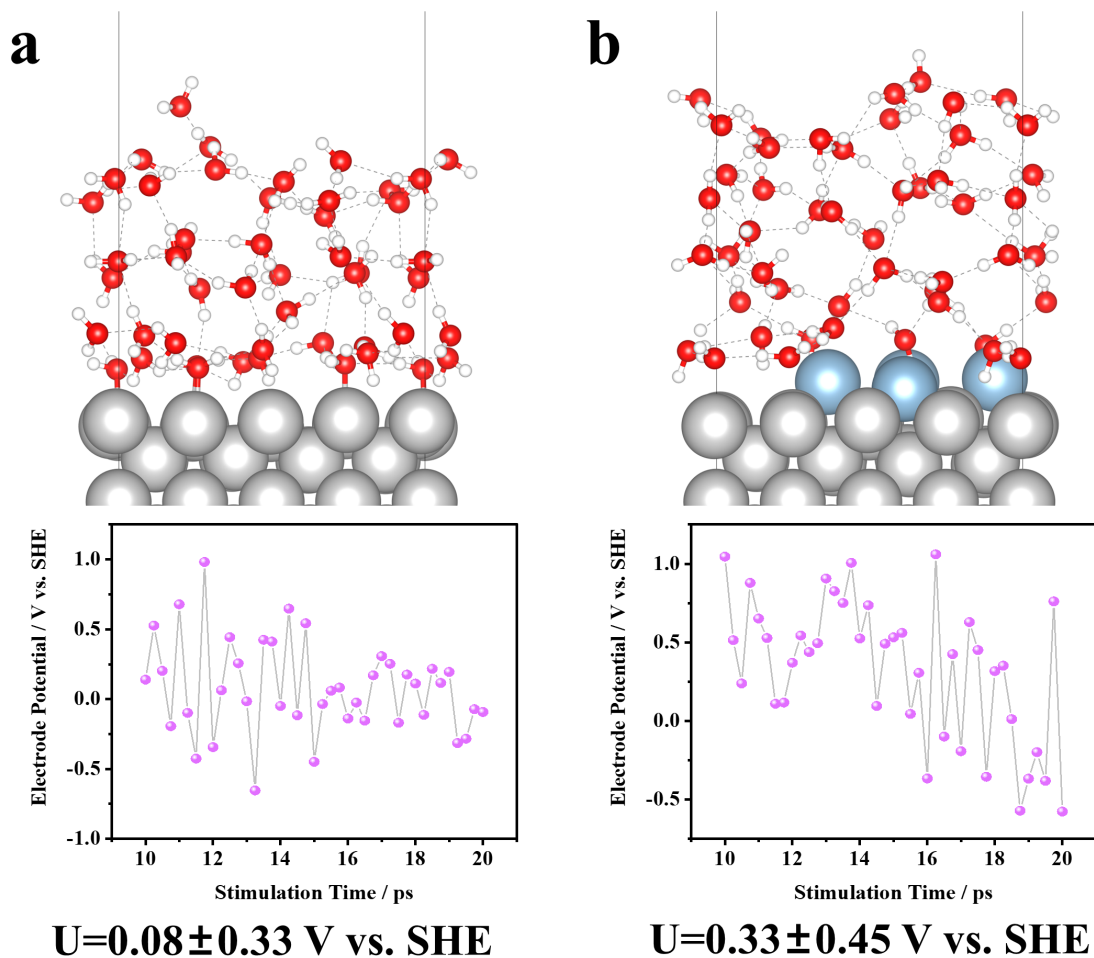 a
b
1.0
0.5
0.0
-0.5
-1.0
Electrode Potential / V vs. SHE
10 12 14 16 18 20
Stimulation Time / ps
U=0.08±0.33 V vs. SHE
1.0
0.5
0.0
-0.5
Electrode Potential / V vs. SHE
10 12 14 16 18 20
Stimulation Time / ps
U=0.33±0.45 V vs. SHE